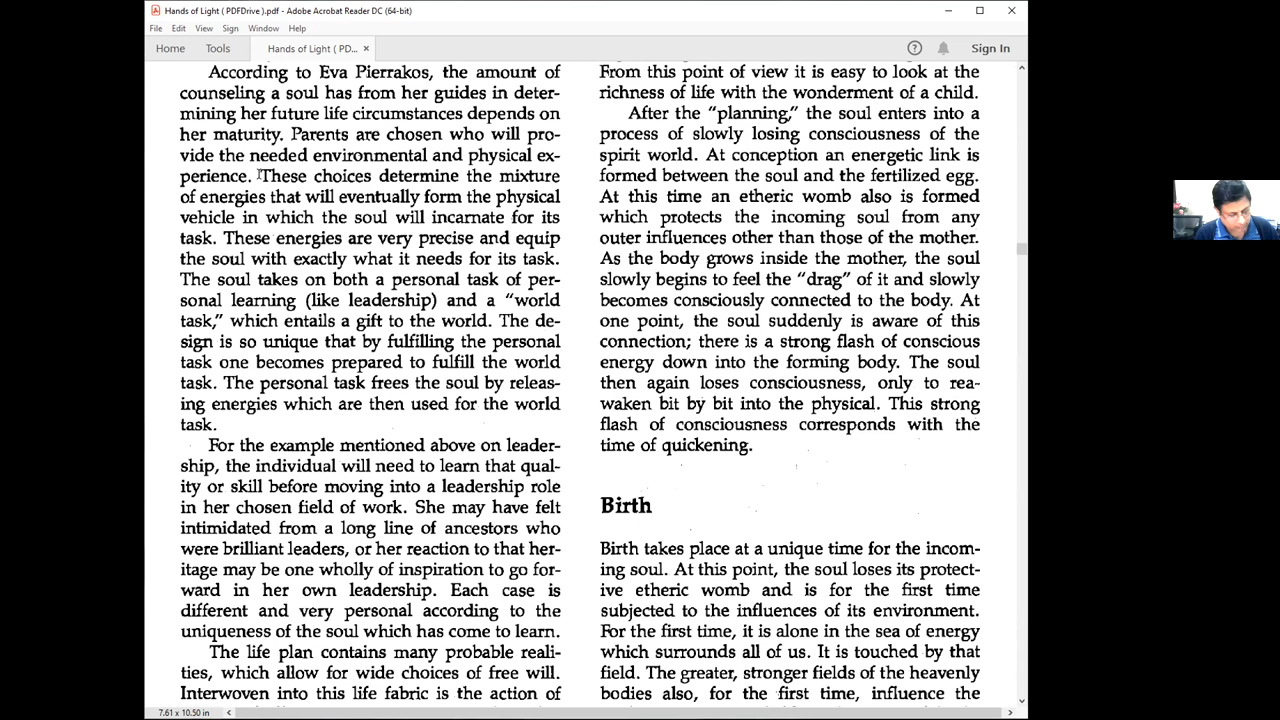 Hands of Light ( PDFDrive ).pdf - Adobe Acrobat Reader DC (64-bit)
File Edit View Sign Window Help
Home Tools Hands of Light ( PD... × Sign In
According to Eva Pierrakos, the amount of
counseling a soul has from her guides in deter-
mining her future life circumstances depends on
her maturity. Parents are chosen who will pro-
vide the needed environmental and physical ex-
perience. These choices determine the mixture
of energies that will eventually form the physical
vehicle in which the soul will incarnate for its
task. These energies are very precise and equip
the soul with exactly what it needs for its task.
The soul takes on both a personal task of per-
sonal learning (like leadership) and a "world
task," which entails a gift to the world. The de-
sign is so unique that by fulfilling the personal
task one becomes prepared to fulfill the world
task. The personal task frees the soul by releas-
ing energies which are then used for the world
task.
For the example mentioned above on leader-
ship, the individual will need to learn that qual-
ity or skill before moving into a leadership role
in her chosen field of work. She may have felt
intimidated from a long line of ancestors who
were brilliant leaders, or her reaction to that her-
itage may be one wholly of inspiration to go for-
ward in her own leadership. Each case is
different and very personal according to the
uniqueness of the soul which has come to learn.
The life plan contains many probable reali-
ties, which allow for wide choices of free will.
Interwoven into this life fabric is the action of
From this point of view it is easy to look at the
richness of life with the wonderment of a child.
After the "planning," the soul enters into a
process of slowly losing consciousness of the
spirit world. At conception an energetic link is
formed between the soul and the fertilized egg.
At this time an etheric womb also is formed
which protects the incoming soul from any
outer influences other than those of the mother.
As the body grows inside the mother, the soul
slowly begins to feel the "drag" of it and slowly
becomes consciously connected to the body. At
one point, the soul suddenly is aware of this
connection; there is a strong flash of conscious
energy down into the forming body. The soul
then again loses consciousness, only to rea-
waken bit by bit into the physical. This strong
flash of consciousness corresponds with the
time of quickening.
Birth
Birth takes place at a unique time for the incom-
ing soul. At this point, the soul loses its protect-
ive etheric womb and is for the first time
subjected to the influences of its environment.
For the first time, it is alone in the sea of energy
which surrounds all of us. It is touched by that
field. The greater, stronger fields of the heavenly
bodies also, for the first time, influence the
7.61 x 10.50 in